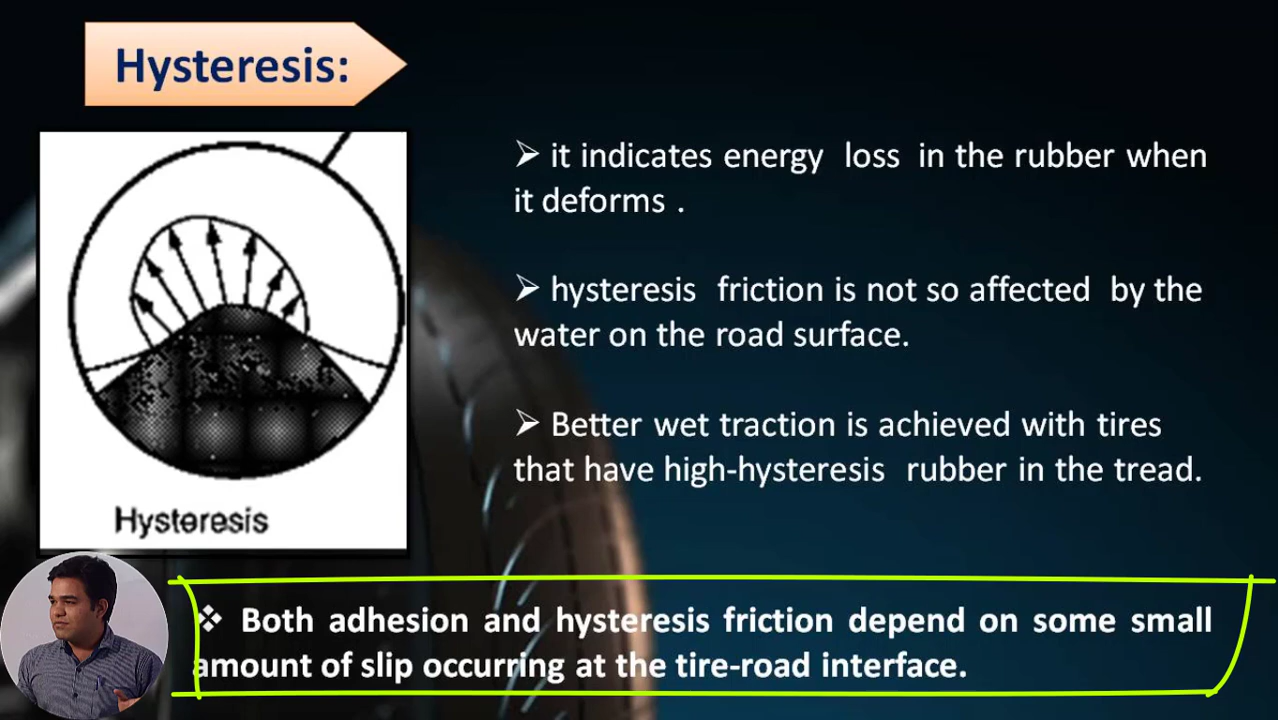 Hysteresis:
➢ it indicates energy loss in the rubber when
it deforms .
➢ hysteresis friction is not so affected by the
water on the road surface.
➢ Better wet traction is achieved with tires
that have high-hysteresis rubber in the tread.
Hysteresis
❖ Both adhesion and hysteresis friction depend on some small
amount of slip occurring at the tire-road interface.